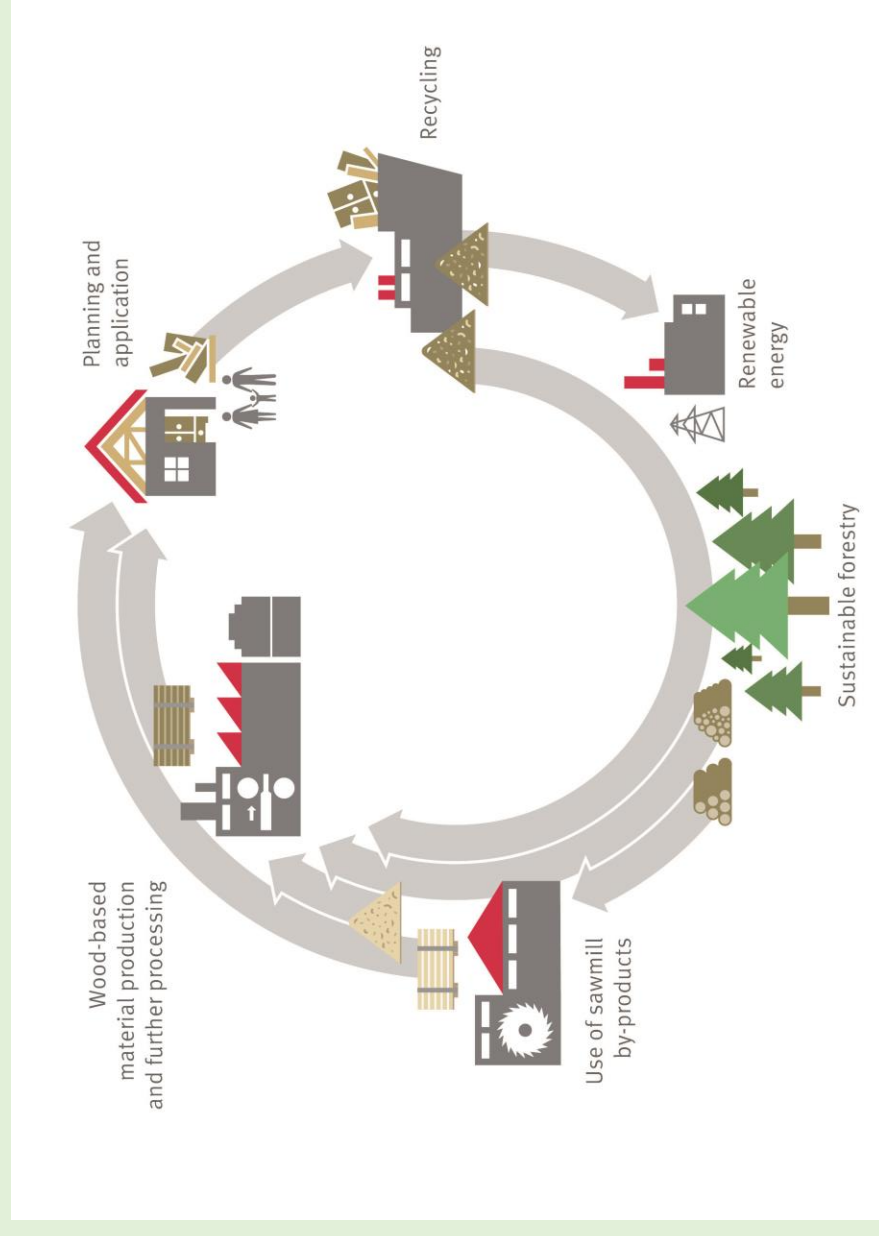 Planning and
application
Recycling
Renewable
energy
Sustainable forestry
Use of sawmill
by-products
Wood-based
material production
and further processing